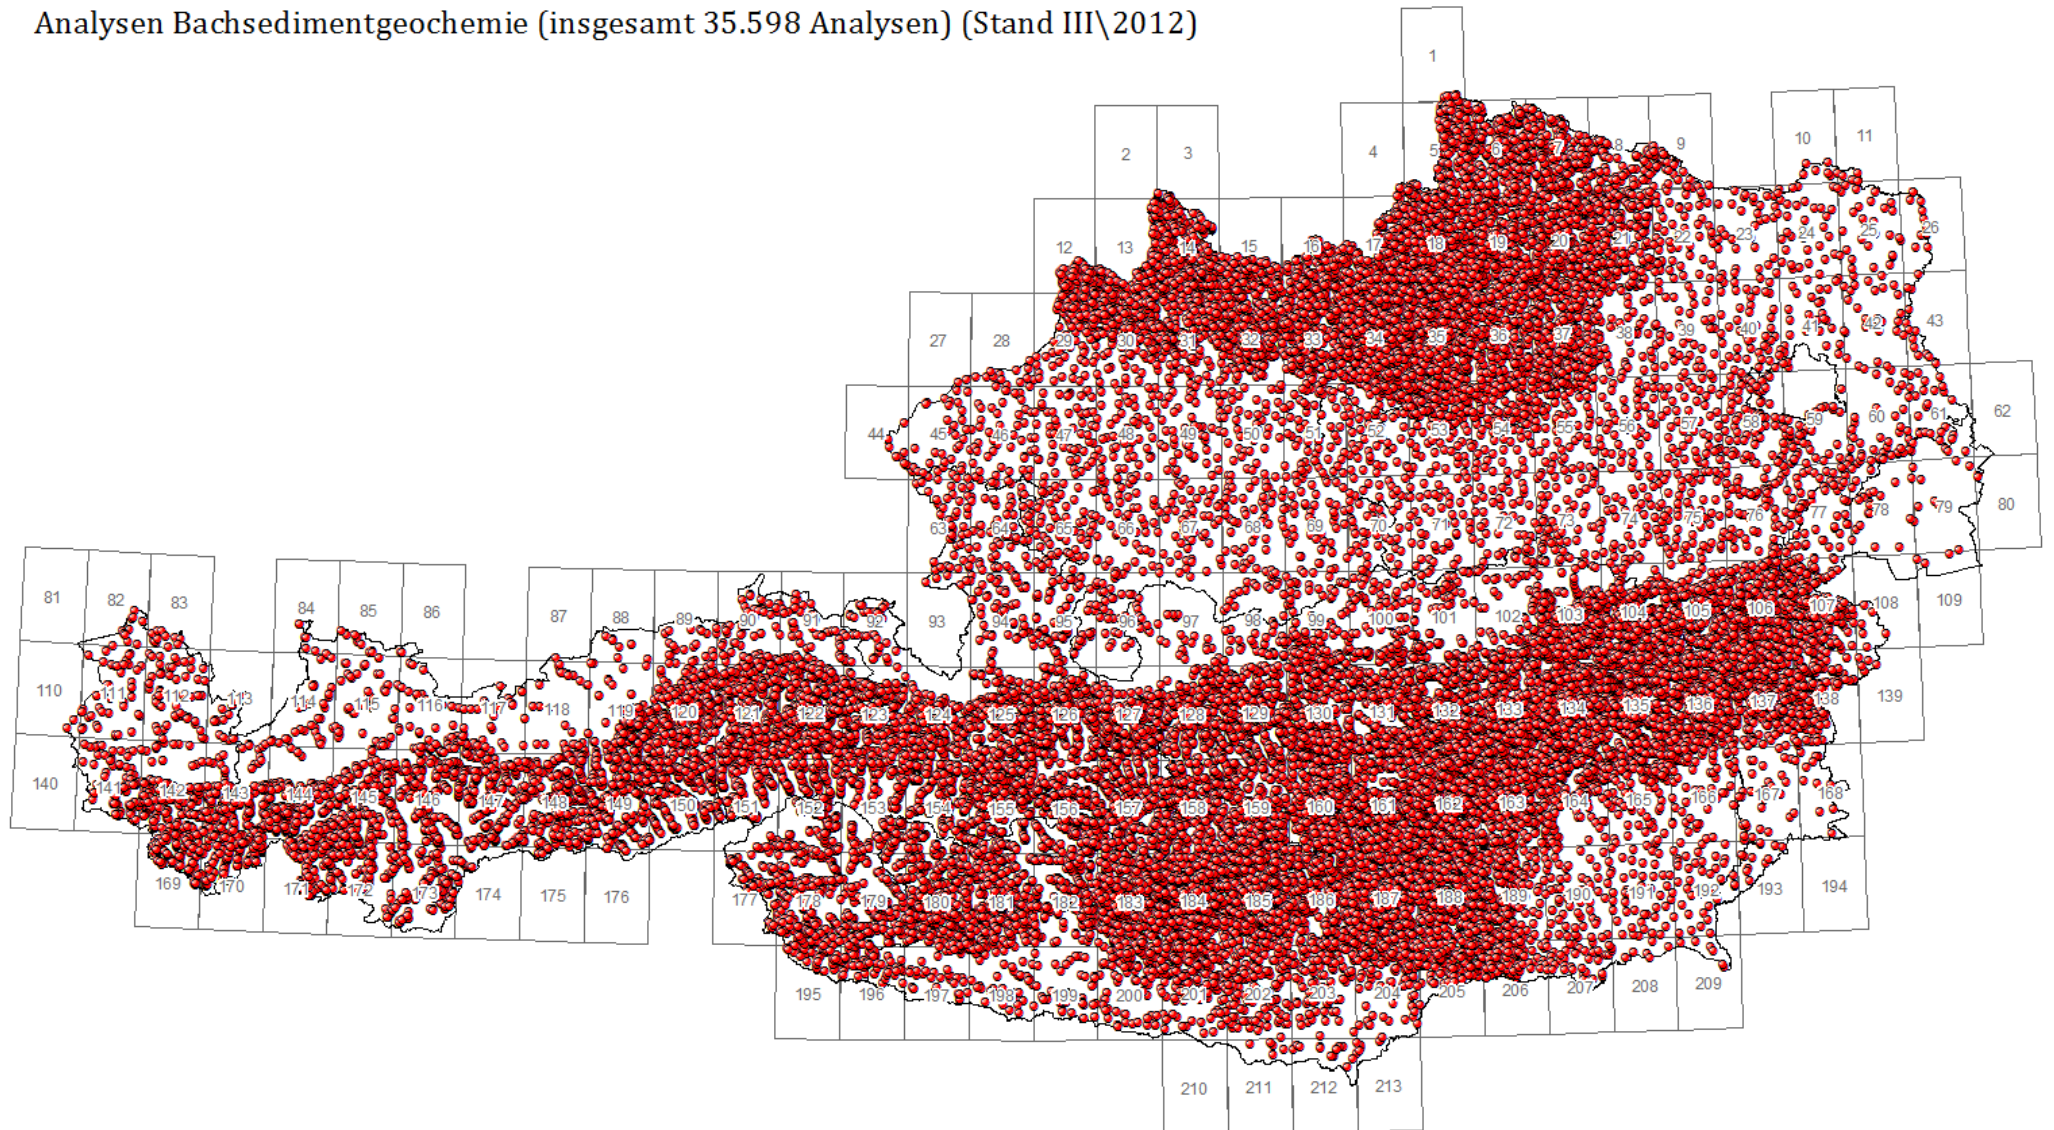 Analysen Bachsedimentgeochemie (insgesamt 35.598 Analysen) (Stand III\2012)
1
2 3 4 5 6 7 8 9 10 11
12 13 14 15 16 17 18 19 20 21 22 23 24 25 26
27 28 29 30 31 32 33 34 35 36 37 38 39 40 41 42 43
44 45 46 47 48 49 50 51 52 53 54 55 56 57 58 59 60 61 62
63 64 65 66 67 68 69 70 71 72 73 74 75 76 77 78 79 80
81 82 83 84 85 86 87 88 89 90 91 92 93 94 95 96 97 98 99 100 101 102 103 104 105 106 107 108 109
110 111 112 113 114 115 116 117 118 119 120 121 122 123 124 125 126 127 128 129 130 131 132 133 134 135 136 137 138 139
140 141 142 143 144 145 146 147 148 149 150 151 152 153 154 155 156 157 158 159 160 161 162 163 164 165 166 167 168
169 170 171 172 173 174 175 176 177 178 179 180 181 182 183 184 185 186 187 188 189 190 191 192 193 194
195 196 197 198 199 200 201 202 203 204 205 206 207 208 209
210 211 212 213